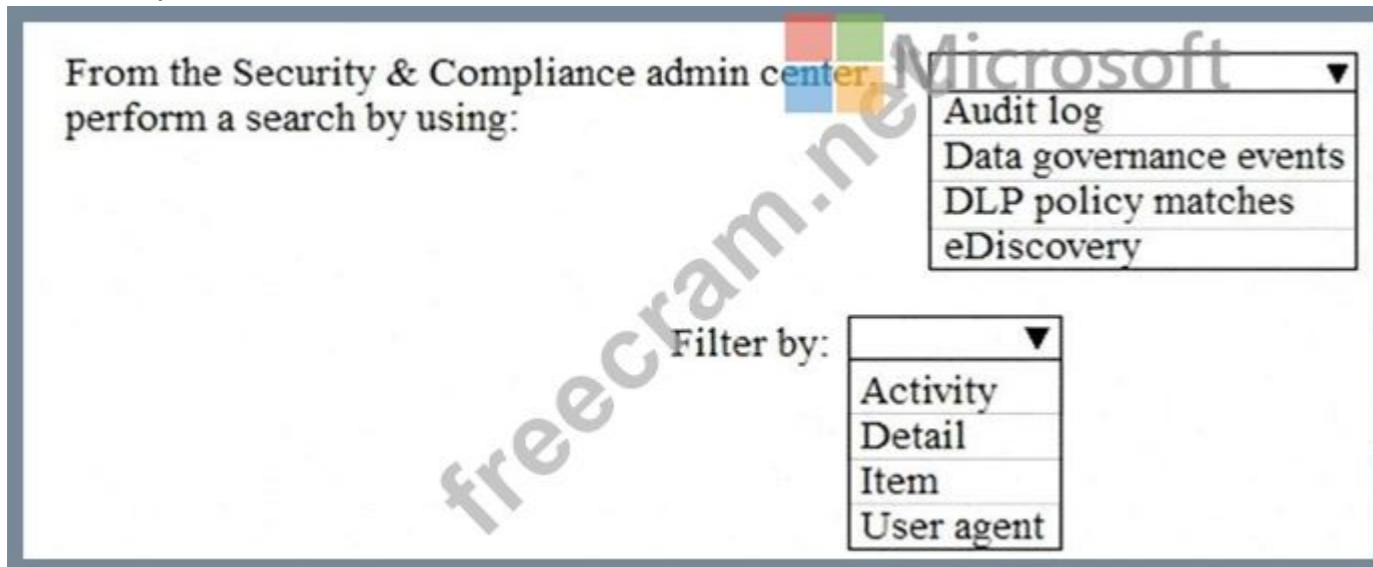 Microsoft
From the Security & Compliance admin center,
perform a search by using:
Audit log
Data governance events
DLP policy matches
eDiscovery
Filter by:
Activity
Detail
Item
User agent
freecram.ne